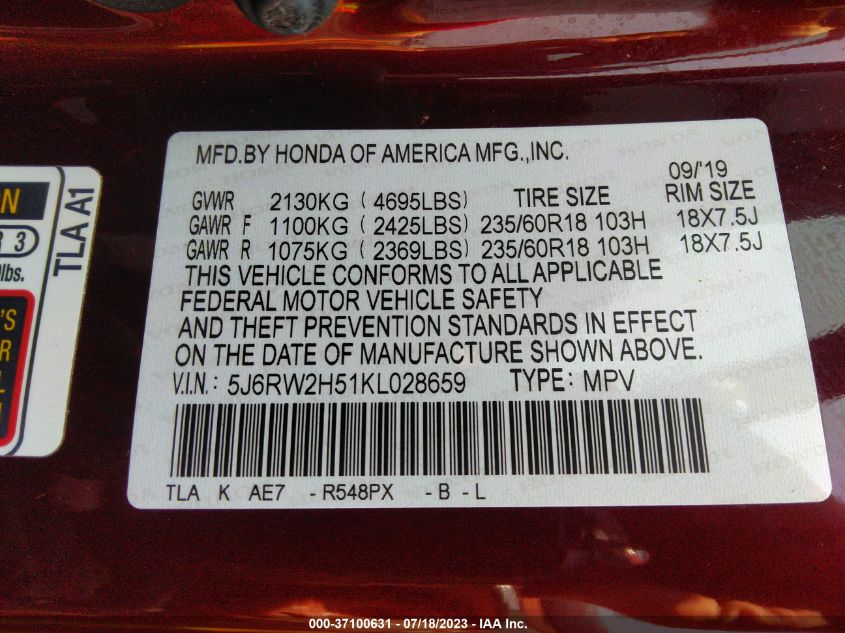 MFD.BY HONDA OF AMERICA MFG.,INC.
09/'19
GVWR 2130KG ( 4695LBS) TIRE SIZE RIM SIZE
GAWR F 1100KG ( 2425LBS) 235/60R18 103H 18X7.5J
GAWR R 1075KG ( 2369LBS) 235/60R18 103H 18X7.5J
THIS VEHICLE CONFORMS TO ALL APPLICABLE
FEDERAL MOTOR VEHICLE SAFETY
AND THEFT PREVENTION STANDARDS IN EFFECT
ON THE DATE OF MANUFACTURE SHOWN ABOVE.
V.I.N.: 5J6RW2H51KL028659 TYPE: MPV
TLA K AE7 - R548PX - B - L
TLA A1
3
lbs.
000-37100631 - 07/18/2023 - IAA Inc.